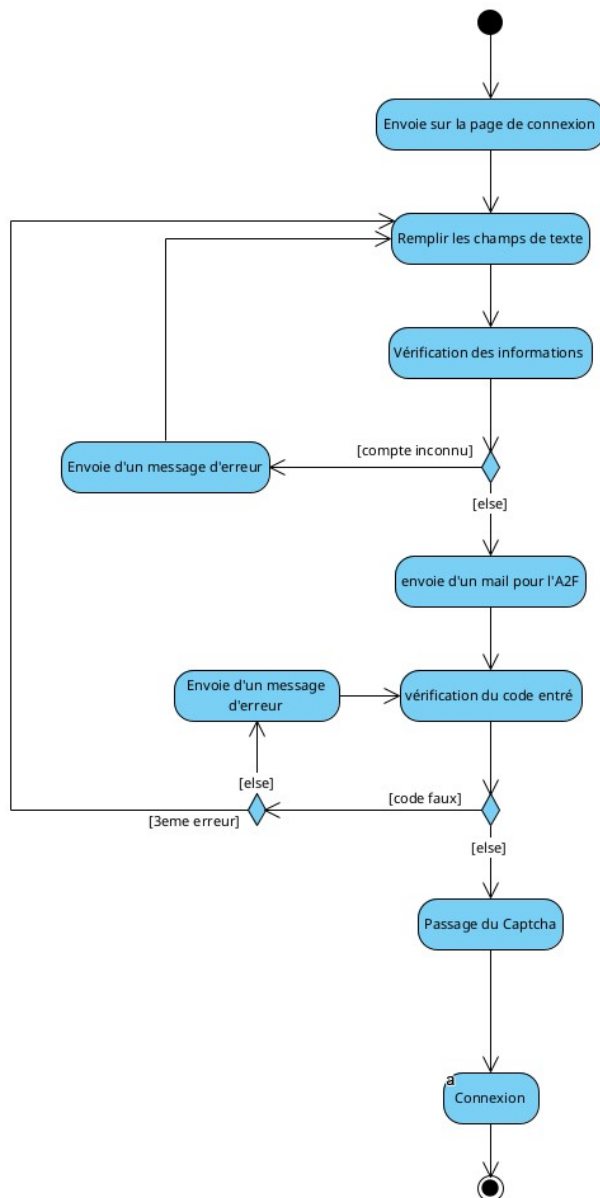 Envoie sur la page de connexion
Remplir les champs de texte
Vérification des informations
[compte inconnu]
Envoie d'un message d'erreur
[else]
envoie d'un mail pour l'A2F
Envoie d'un message
d'erreur
vérification du code entré
[else]
[code faux]
[3eme erreur]
[else]
Passage du Captcha
a
Connexion